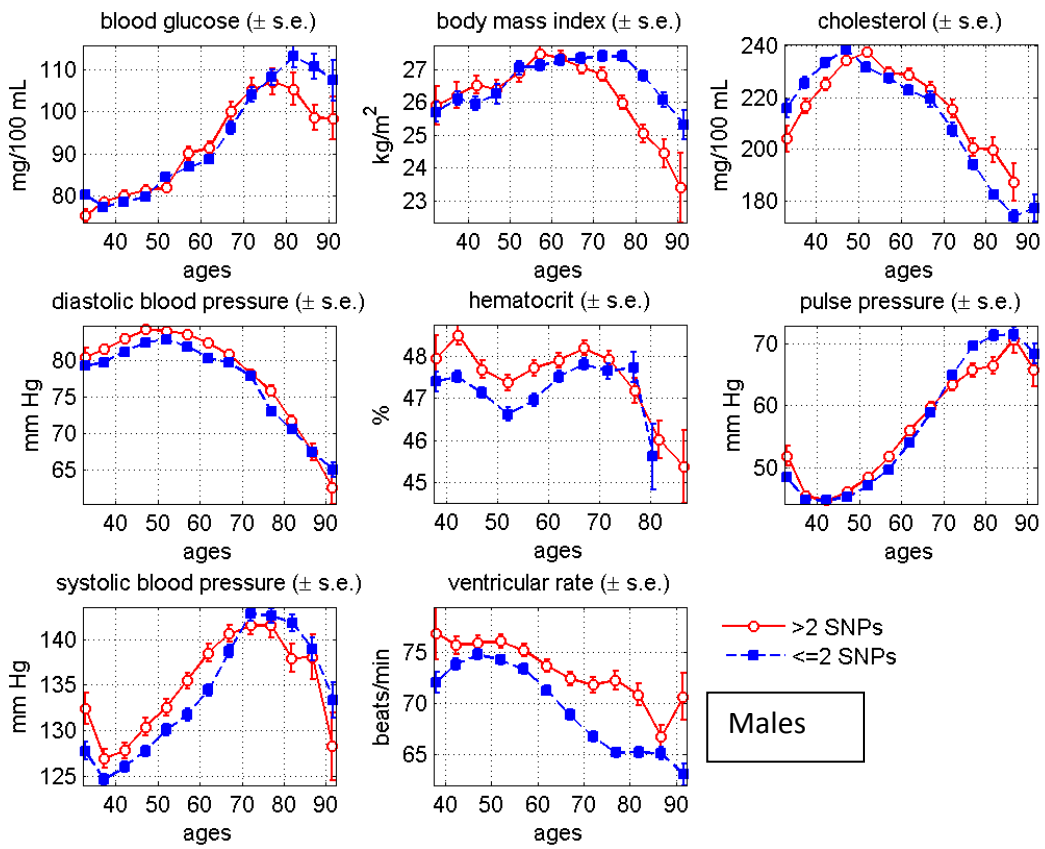 blood glucose (± s.e.)
110
100
90
80
mg/100 mL
40 50 60 70 80 90
ages
body mass index (± s.e.)
27
26
25
24
23
kg/m²
40 50 60 70 80 90
ages
cholesterol (± s.e.)
240
220
200
180
mg/100 mL
40 50 60 70 80 90
ages
diastolic blood pressure (± s.e.)
80
75
70
65
mm Hg
40 50 60 70 80 90
ages
hematocrit (± s.e.)
48
47
46
45
%
40 50 60 70 80
ages
pulse pressure (± s.e.)
70
60
50
mm Hg
40 50 60 70 80 90
ages
systolic blood pressure (± s.e.)
140
135
130
125
mm Hg
40 50 60 70 80 90
ages
ventricular rate (± s.e.)
75
70
65
beats/min
40 50 60 70 80 90
ages
>2 SNPs
<=2 SNPs
Males